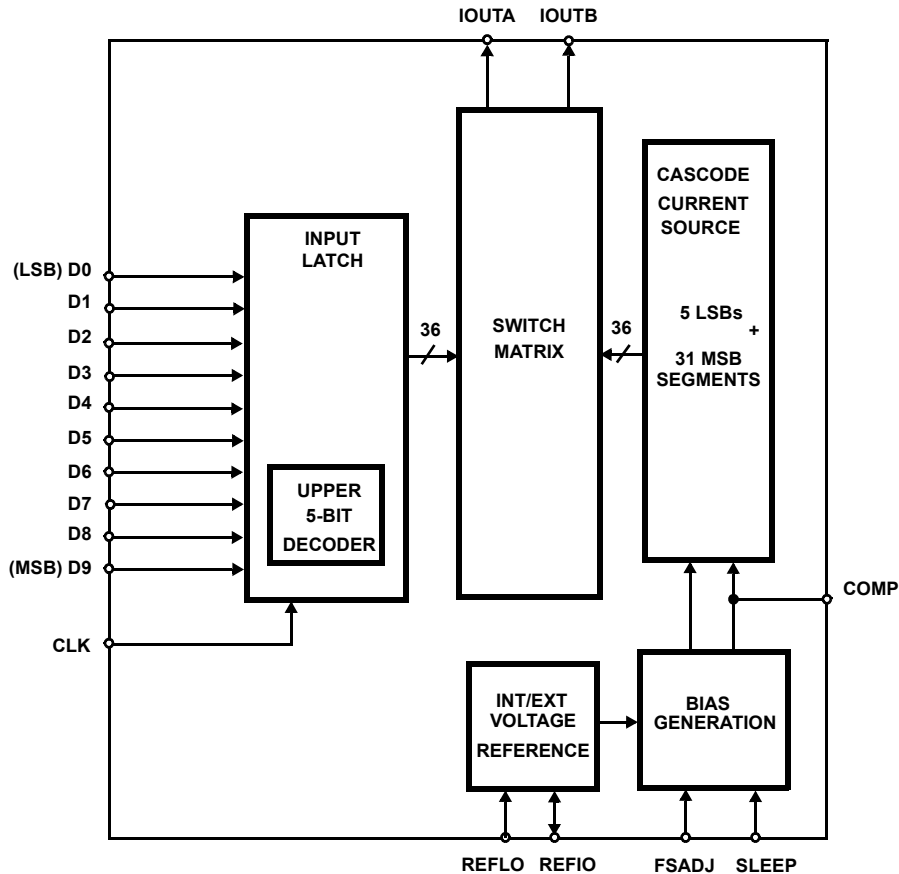 IOUTA IOUTB
CASCODE
CURRENT
SOURCE
INPUT
LATCH
(LSB) D0
D1
D2
D3
D4
D5
D6
D7
D8
(MSB) D9
CLK
36
SWITCH
MATRIX
36
5 LSBs
+
31 MSB
SEGMENTS
UPPER
5-BIT
DECODER
COMP
INT/EXT
VOLTAGE
REFERENCE
BIAS
GENERATION
REFLO REFIO FSADJ SLEEP